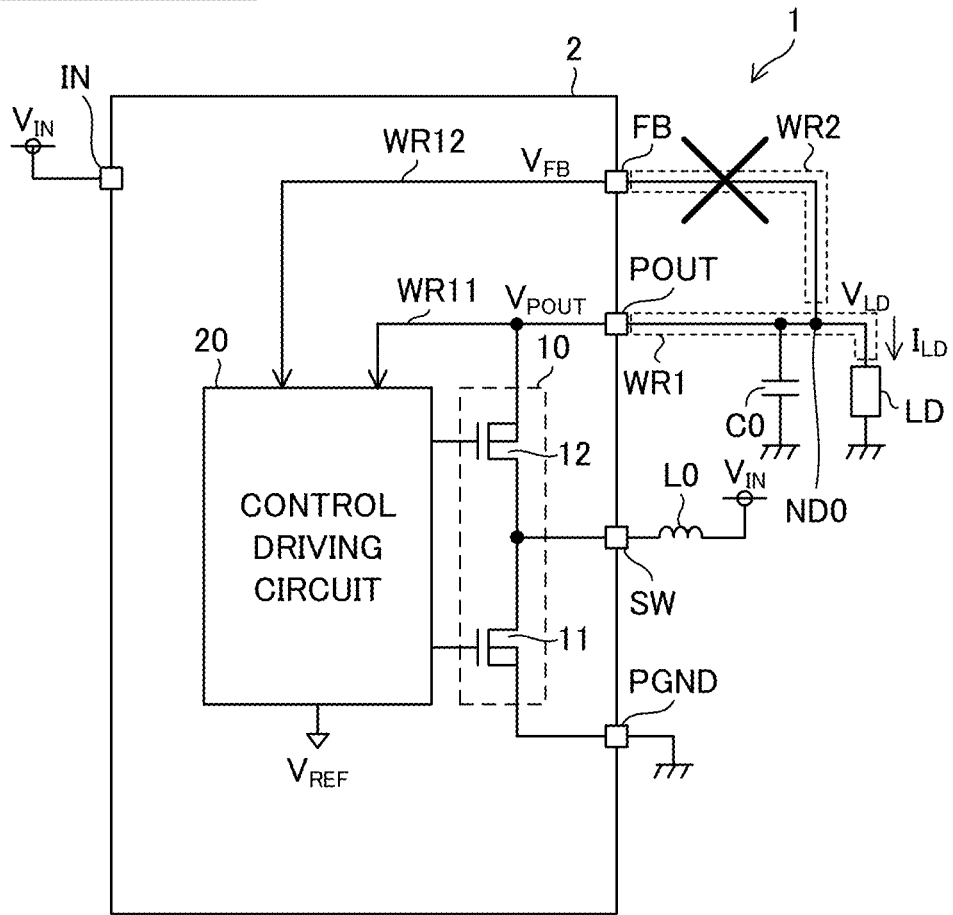 1
2
IN
V_IN
WR12
V_FB
FB
WR2
POUT
WR11
V_POUT
V_LD
I_LD
20
10
WR1
C0
LD
12
L0
V_IN
ND0
CONTROL
DRIVING
CIRCUIT
SW
11
PGND
V_REF